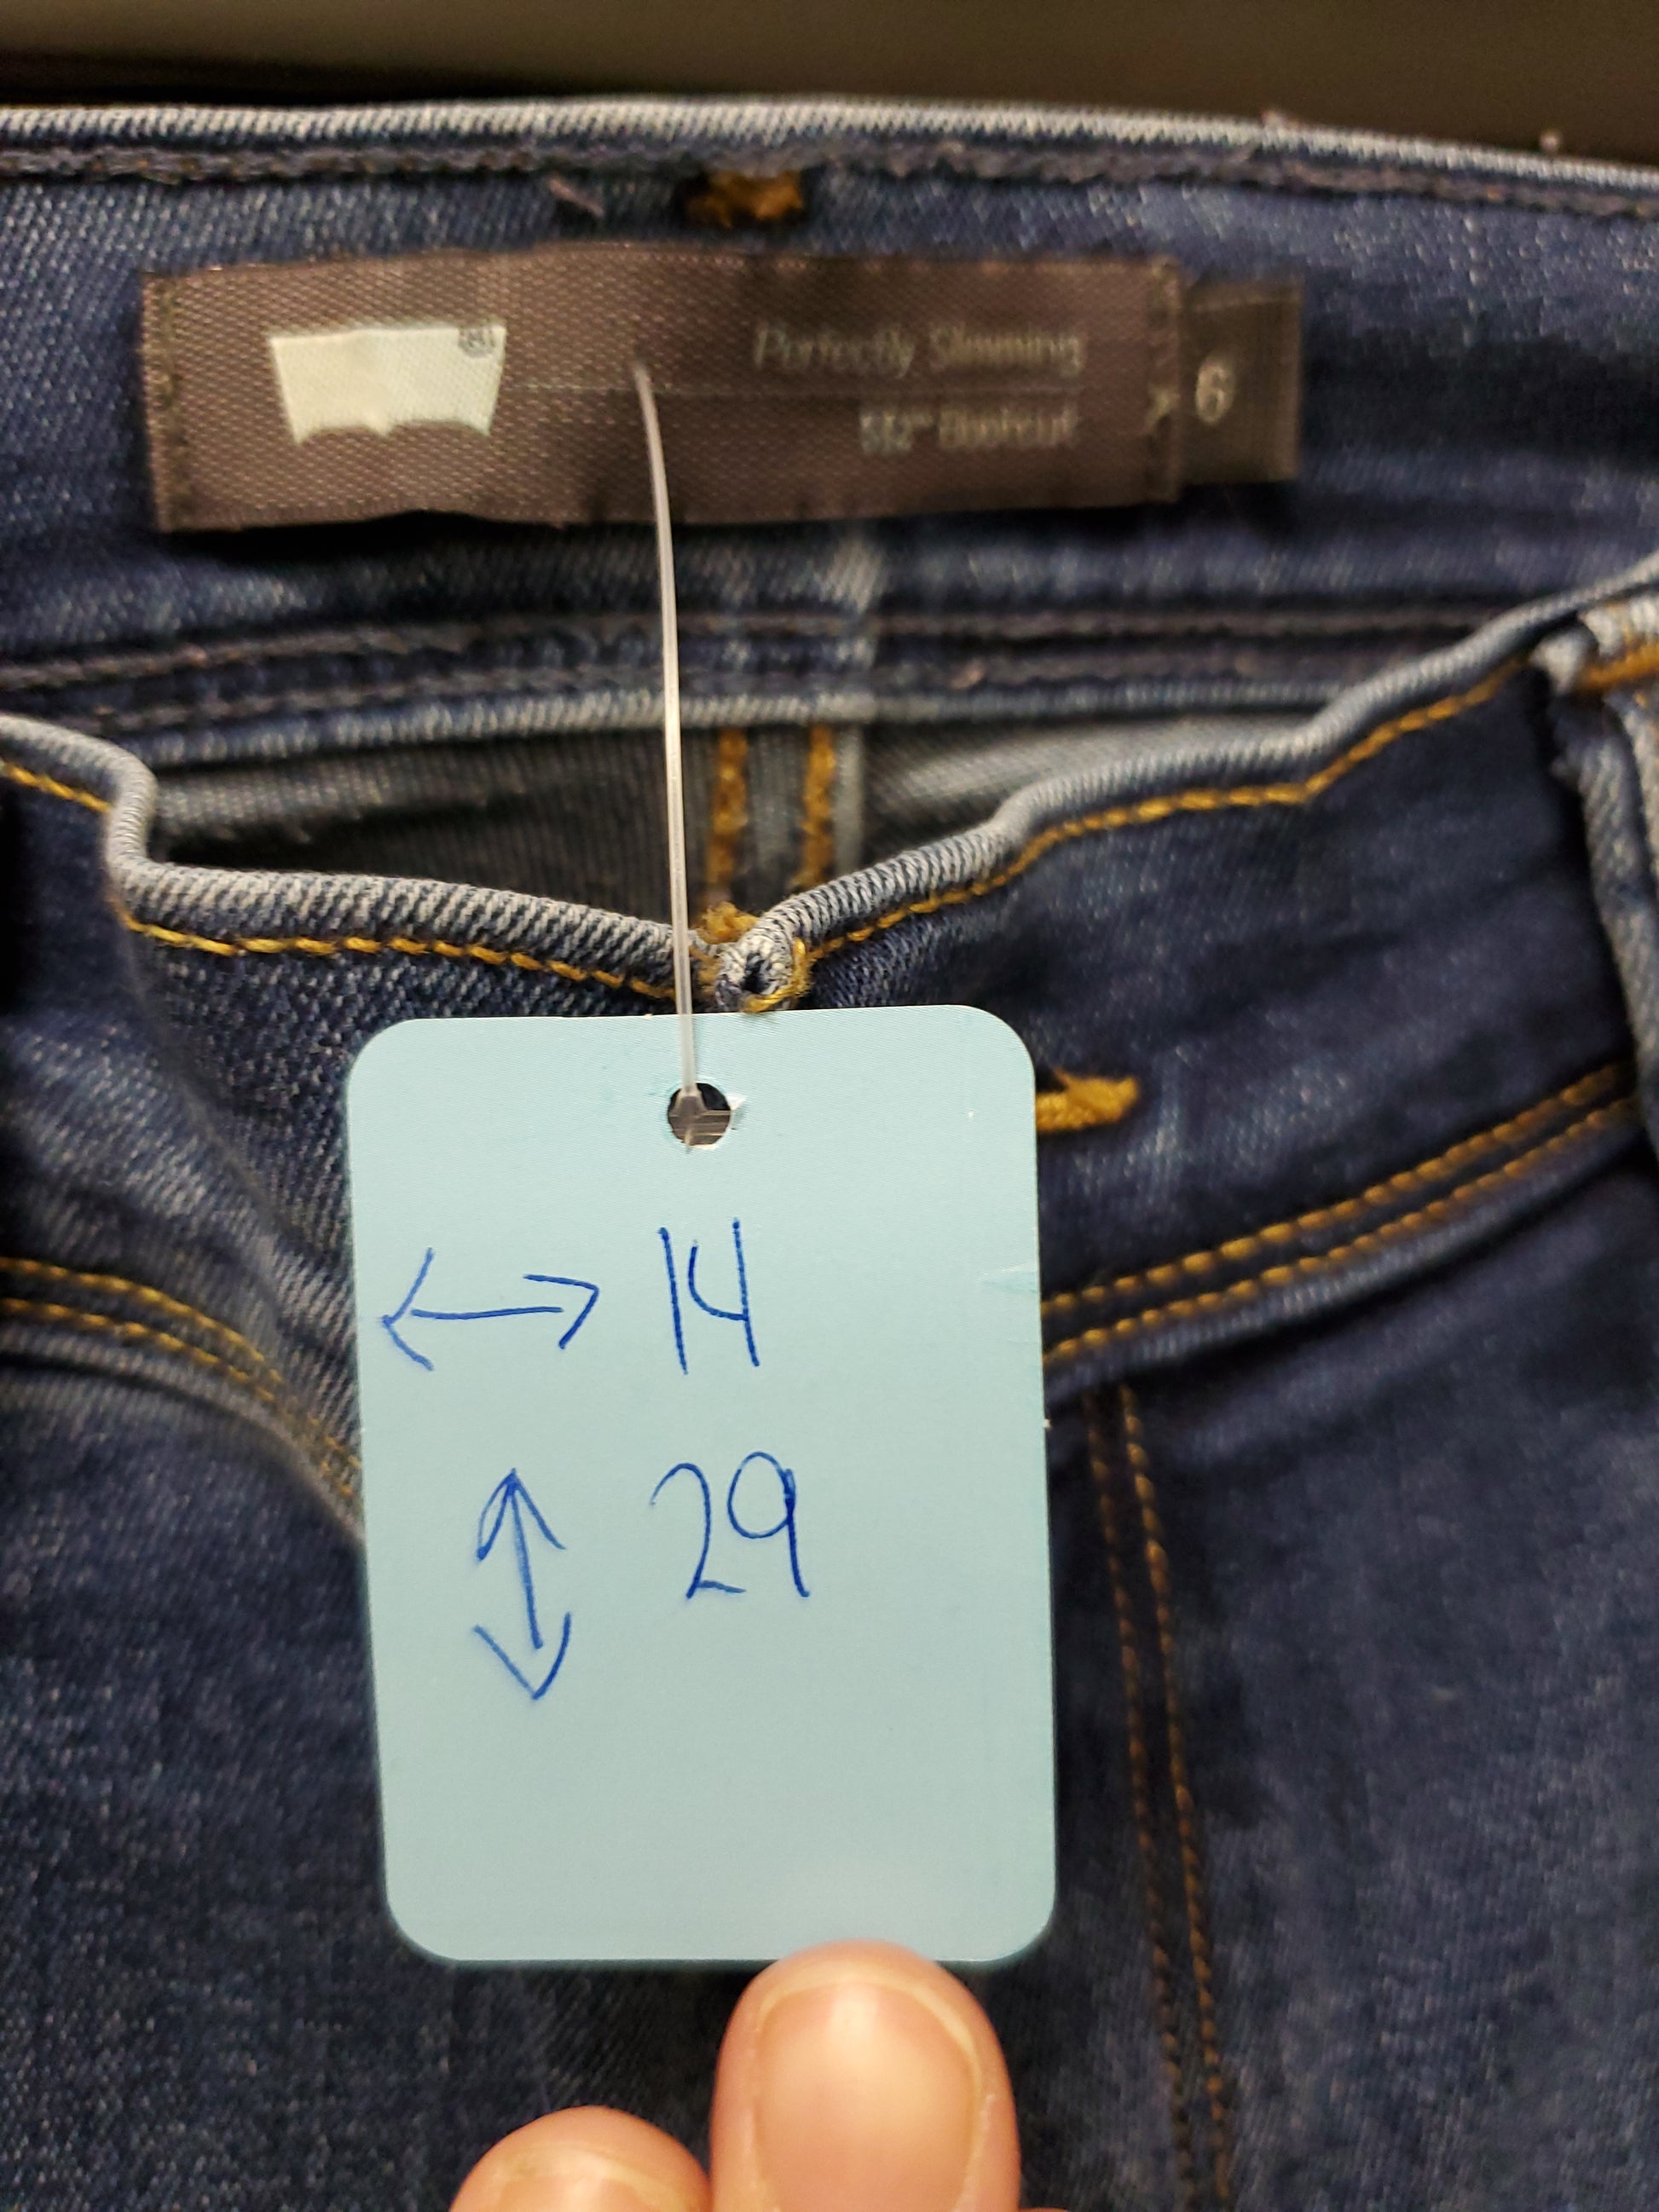 Perfectly Slimming
512™ Bootcut
6
14
29